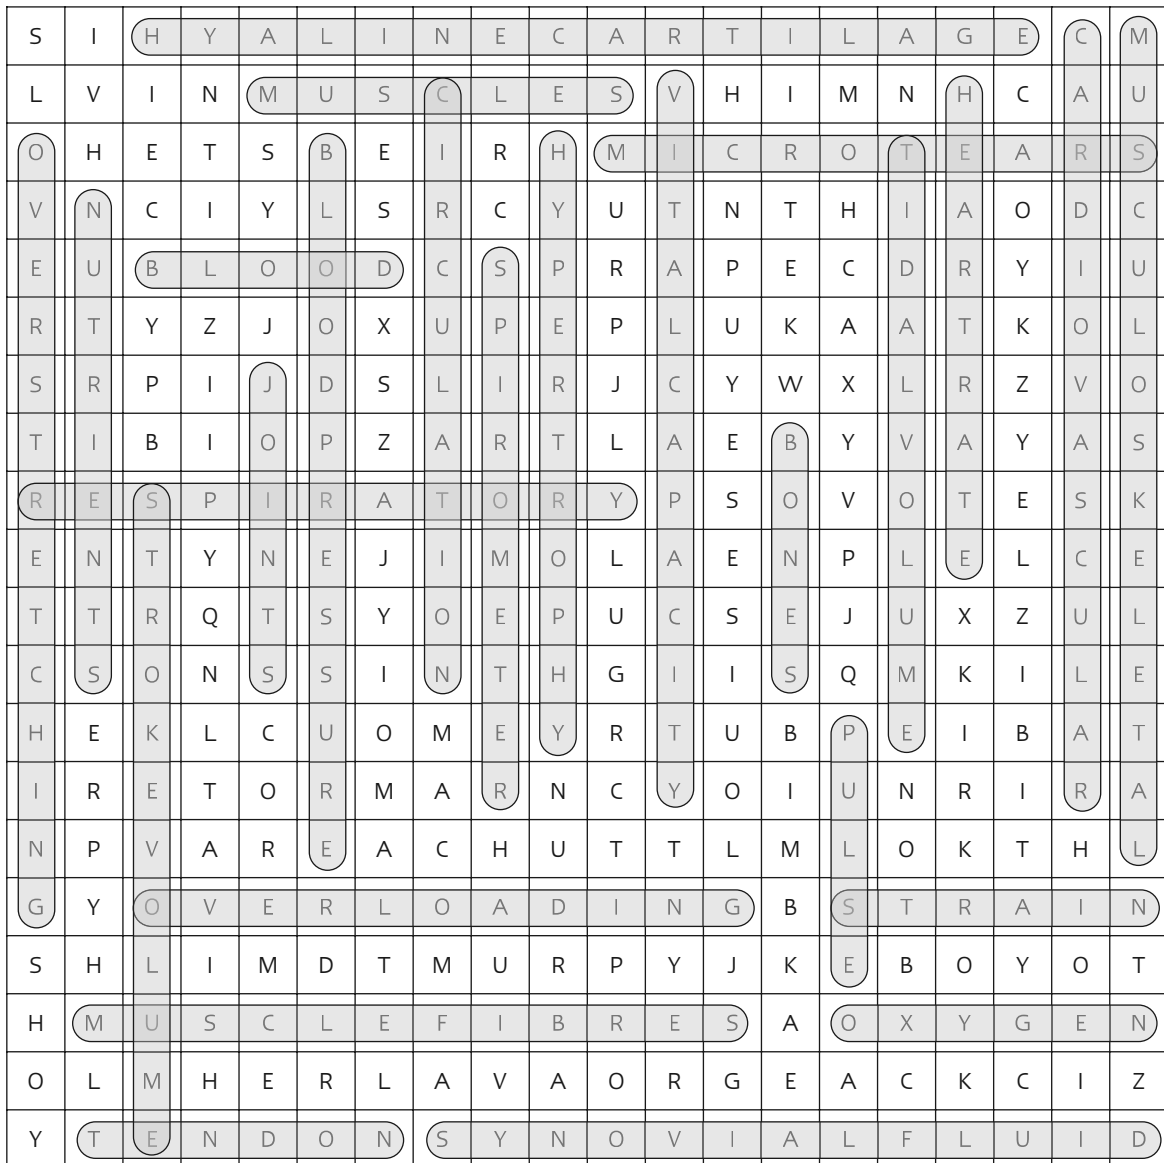 S I H Y A L I N E C A R T I L A G E C M
L V I N M U S C L E S V H I M N H C A U
O H E T S B E I R H M I C R O T E A R S
V N C I Y L S R C Y U T N T H I A O D C
E U B L O O D C S P R A P E C D R Y I U
R T Y Z J O X U P E P L U K A A T K O L
S R P I J D S L I R J C Y W X L R Z V O
T I B I O P Z A R T L A E B Y V A Y A S
R E S P I R A T O R Y P S O V O T E S K
E N T Y N E J I M O L A E N P L E L C E
T T R Q T S Y O E P U C S E J U X Z U L
C S O N S S I N T H G I I S Q M K I L E
H E K L C U O M E Y R T U B P E I B A T
I R E T O R M A R N C Y O I U N R I R A
N P V A R E A C H U T T L M L O K T H L
G Y O V E R L O A D I N G B S T R A I N
S H L I M D T M U R P Y J K E B O Y O T
H M U S C L E F I B R E S A O X Y G E N
O L M H E R L A V A O R G E A C K C I Z
Y T E N D O N S Y N O V I A L F L U I D